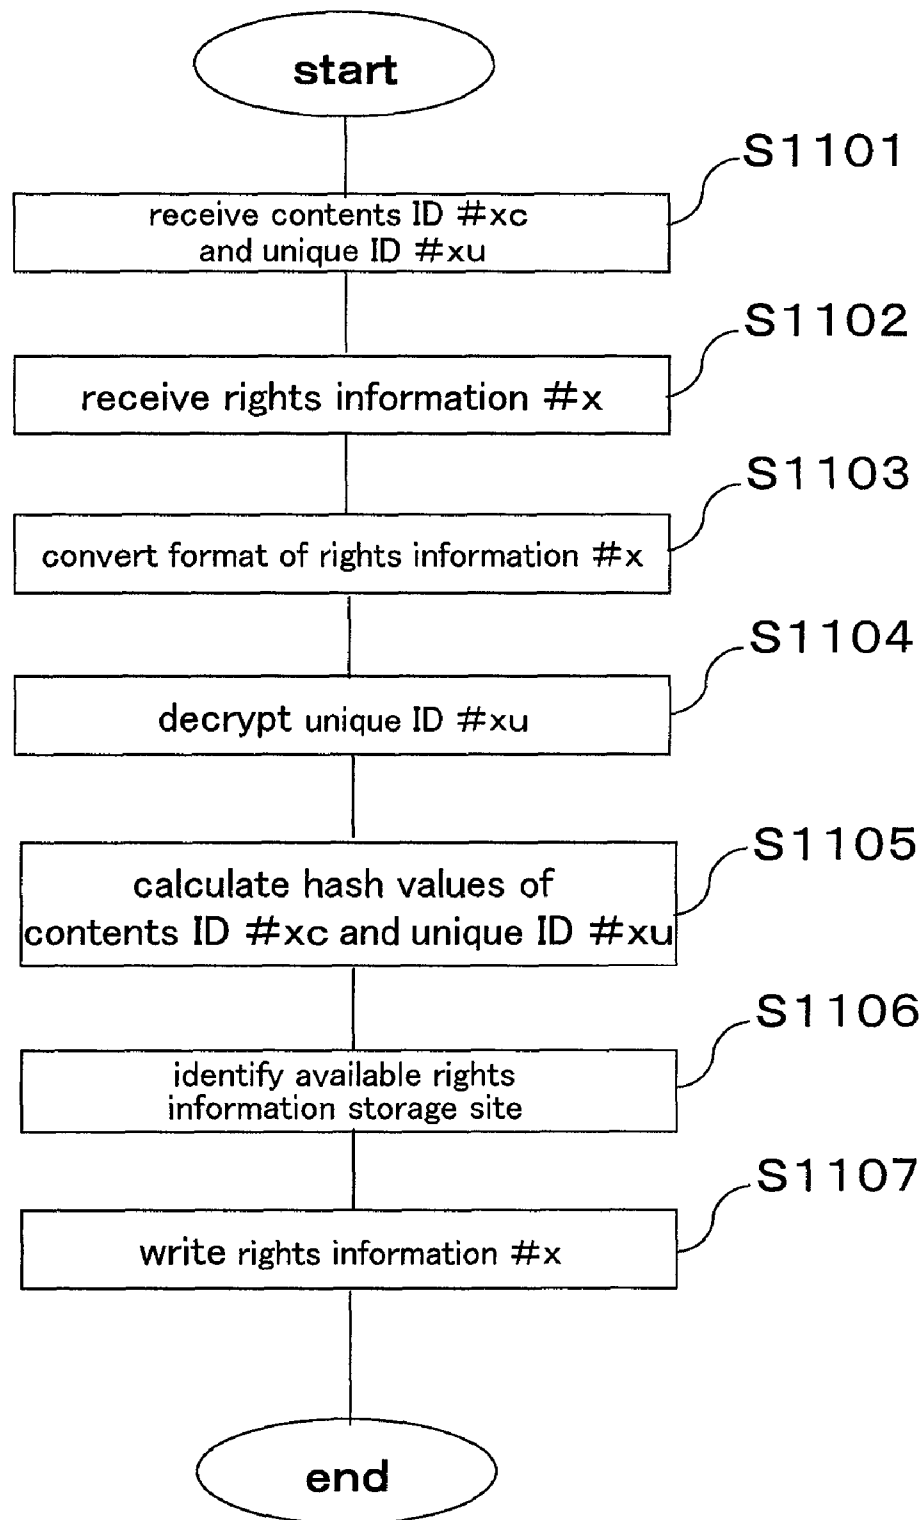 start
S1101
receive contents ID #xc
and unique ID #xu
S1102
receive rights information #x
S1103
convert format of rights information #x
S1104
decrypt unique ID #xu
S1105
calculate hash values of
contents ID #xc and unique ID #xu
S1106
identify available rights
information storage site
S1107
write rights information #x
end